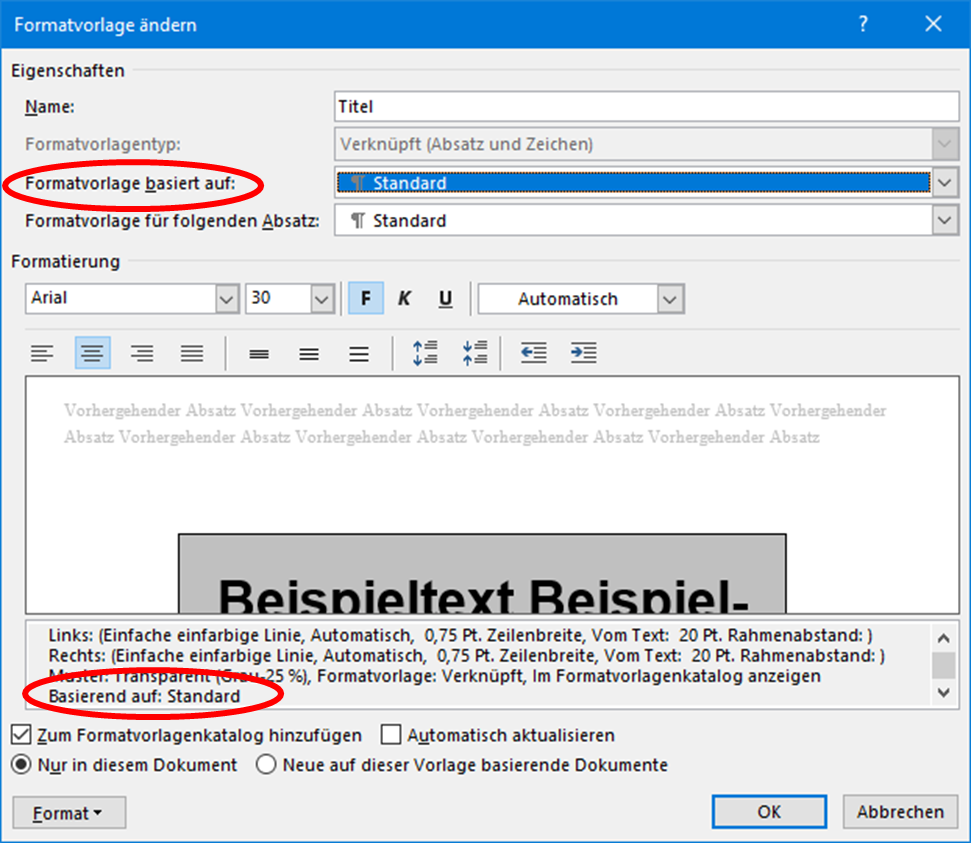 Formatvorlage ändern ?
Eigenschaften
Name: Titel
Formatvorlagentyp: Verknüpft (Absatz und Zeichen)
Formatvorlage basiert auf: ¶ Standard
Formatvorlage für folgenden Absatz: ¶ Standard
Formatierung
Arial 30 F K U Automatisch
Vorhergehender Absatz Vorhergehender Absatz Vorhergehender Absatz Vorhergehender Absatz Vorhergehender
Absatz Vorhergehender Absatz Vorhergehender Absatz Vorhergehender Absatz Vorhergehender Absatz
Beispieltext Beispiel-
Links: (Einfache einfarbige Linie, Automatisch,  0,75 Pt. Zeilenbreite, Vom Text:  20 Pt. Rahmenabstand: )
Rechts: (Einfache einfarbige Linie, Automatisch,  0,75 Pt. Zeilenbreite, Vom Text:  20 Pt. Rahmenabstand: )
Muster: Transparent (Grau-25 %), Formatvorlage: Verknüpft, Im Formatvorlagenkatalog anzeigen
Basierend auf: Standard
Zum Formatvorlagenkatalog hinzufügen Automatisch aktualisieren
Nur in diesem Dokument Neue auf dieser Vorlage basierende Dokumente
Format OK Abbrechen